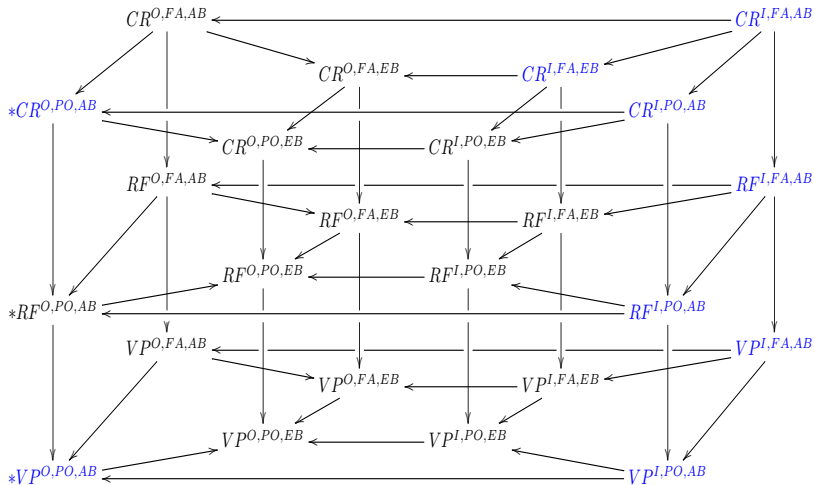 CR^{O,FA,AB} CR^{I,FA,AB}
CR^{O,FA,EB} CR^{I,FA,EB}
*CR^{O,PO,AB} CR^{I,PO,AB}
CR^{O,PO,EB} CR^{I,PO,EB}
RF^{O,FA,AB} RF^{I,FA,AB}
RF^{O,FA,EB} RF^{I,FA,EB}
RF^{O,PO,EB} RF^{I,PO,EB}
*RF^{O,PO,AB} RF^{I,PO,AB}
VP^{O,FA,AB} VP^{I,FA,AB}
VP^{O,FA,EB} VP^{I,FA,EB}
VP^{O,PO,EB} VP^{I,PO,EB}
*VP^{O,PO,AB} VP^{I,PO,AB}